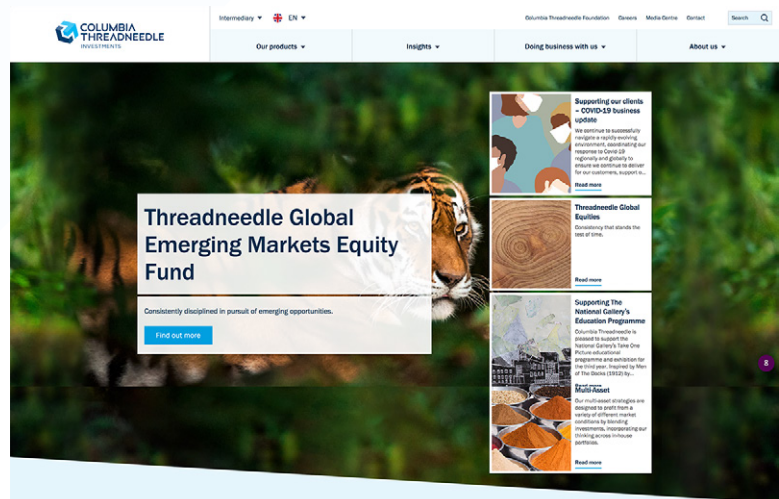 COLUMBIA
THREADNEEDLE
INVESTMENTS
Intermediary
EN
Columbia Threadneedle Foundation
Careers
Media Centre
Contact
Search
Our products
Insights
Doing business with us
About us
Threadneedle Global
Emerging Markets Equity
Fund
Consistently disciplined in pursuit of emerging opportunities.
Find out more
Supporting our clients
– COVID-19 business
update
We continue to successfully
navigate a rapidly evolving
environment, coordinating our
response to Covid-19
regionally and globally to
ensure we continue to deliver
for our customers, support o...
Read more
Threadneedle Global
Equities
Consistency that stands the
test of time.
Read more
Supporting The
National Gallery's
Education Programme
Columbia Threadneedle is
pleased to support the
National Gallery's Take One
Picture educational
programme and exhibition for
the third year. Inspired by Men
of The Docks (1912) by...
Read more
Multi-Asset
Our multi-asset strategies are
designed to profit from a
variety of different market
conditions by blending
investments, incorporating our
thinking across in-house
portfolios.
Read more